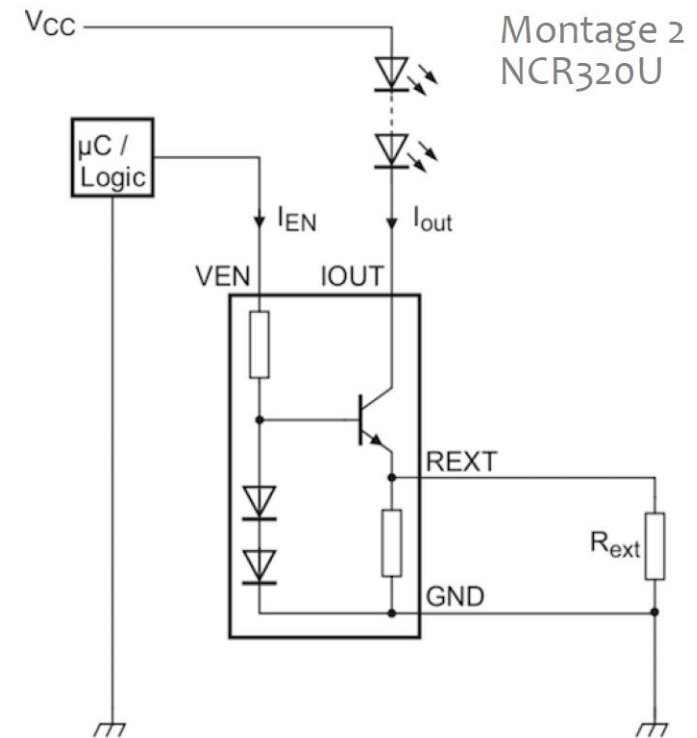 Vcc
Montage 2
NCR320U
µC /
Logic
IEN
Iout
VEN
IOUT
REXT
Rext
GND